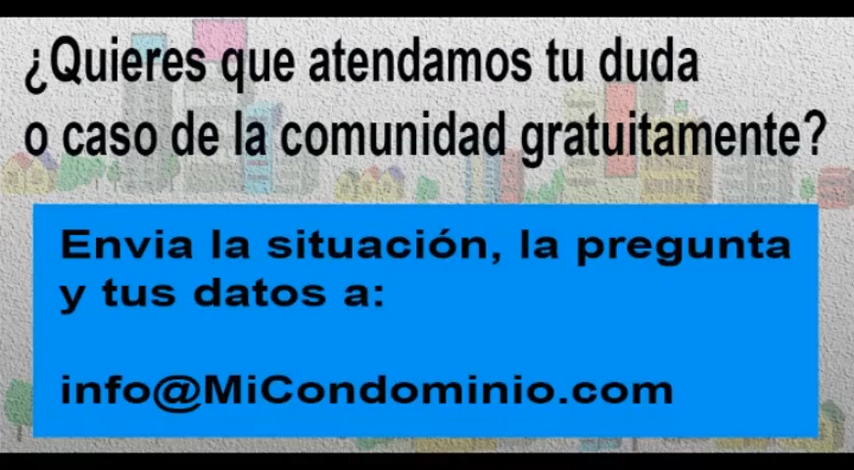 ¿Quieres que atendamos tu duda
o caso de la comunidad gratuitamente?
Envia la situación, la pregunta
y tus datos a:
info@MiCondominio.com